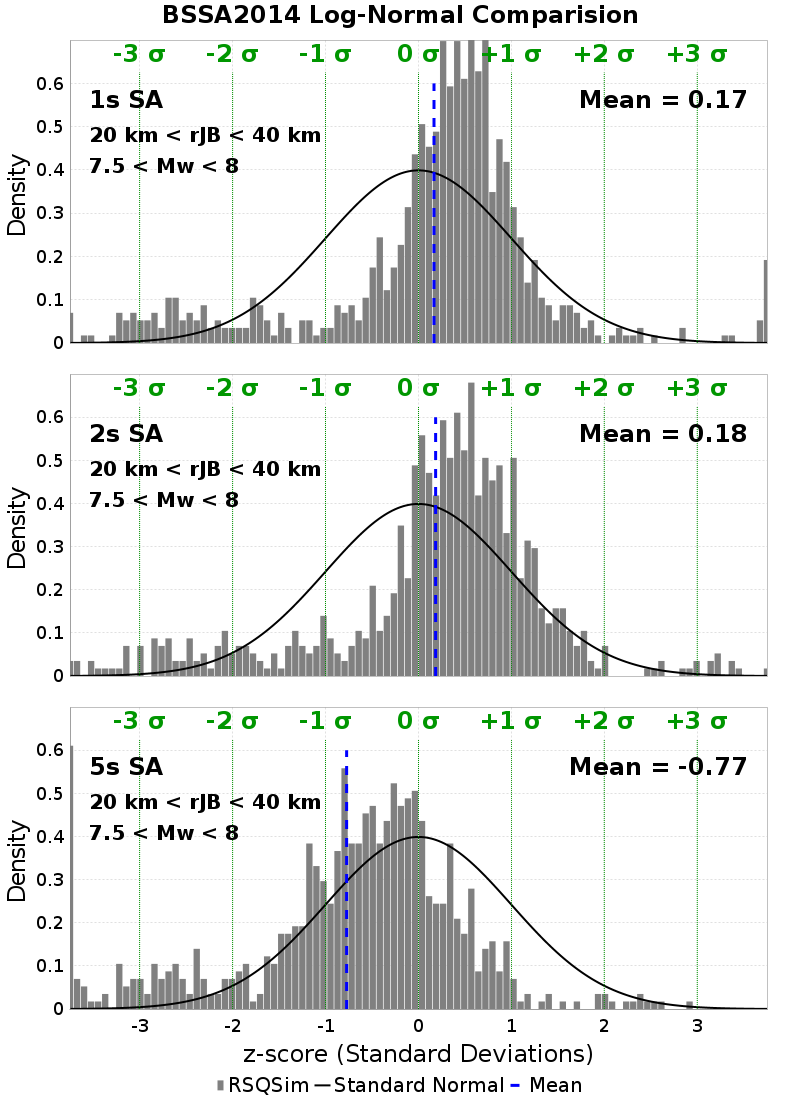 BSSA2014 Log-Normal Comparision
-3 σ -2 σ -1 σ 0 σ +1 σ +2 σ +3 σ
1s SA Mean = 0.17
20 km < rJB < 40 km
7.5 < Mw < 8
Density
0.6
0.5
0.4
0.3
0.2
0.1
0
-3 σ -2 σ -1 σ 0 σ +1 σ +2 σ +3 σ
2s SA Mean = 0.18
20 km < rJB < 40 km
7.5 < Mw < 8
Density
0.6
0.5
0.4
0.3
0.2
0.1
0
-3 σ -2 σ -1 σ 0 σ +1 σ +2 σ +3 σ
5s SA Mean = -0.77
20 km < rJB < 40 km
7.5 < Mw < 8
Density
0.6
0.5
0.4
0.3
0.2
0.1
0
-3 -2 -1 0 1 2 3
z-score (Standard Deviations)
RSQSim Standard Normal Mean